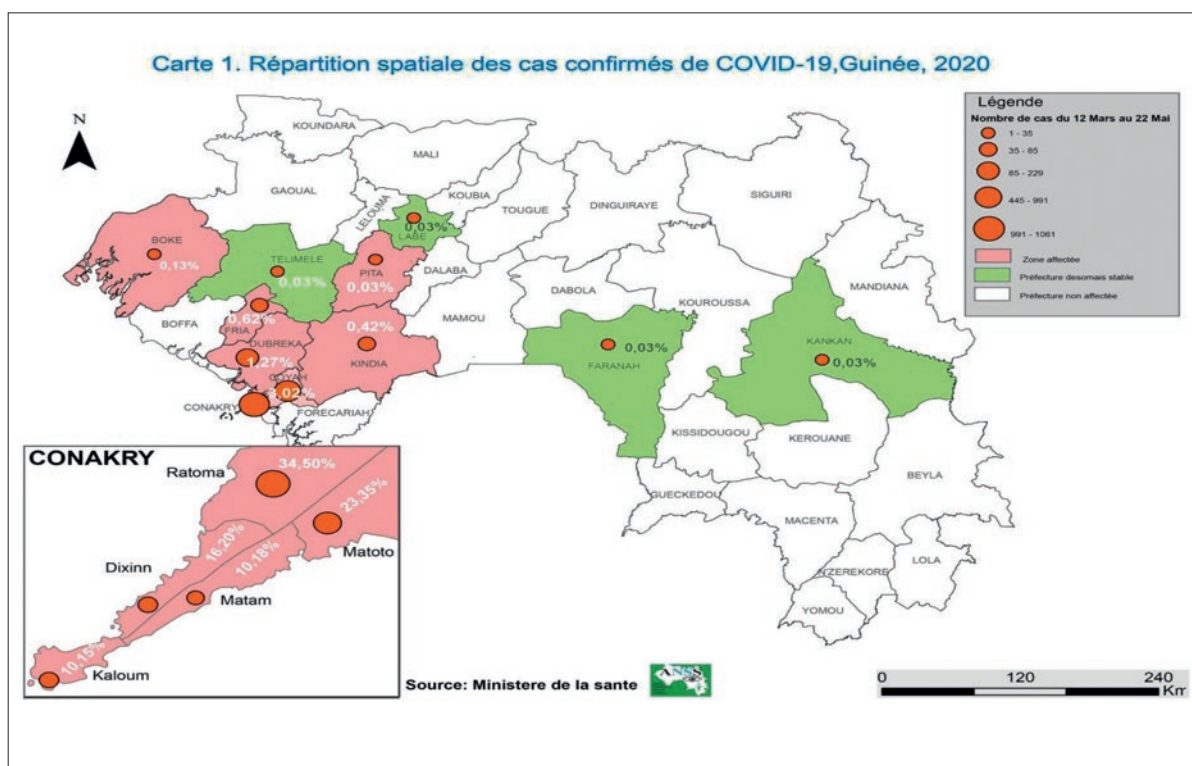 Carte 1. Répartition spatiale des cas confirmés de COVID-19,Guinée, 2020
N
Légende
Nombre de cas du 12 Mars au 22 Mai
1 - 35
35 - 85
85 - 229
445 - 991
991 - 1061
Zone affectée
Préfecture desomais stable
Préfecture non affectée
KOUNDARA
MALI
GAOUAL
KOUBIA
LELOUMA
TOUGUE
DINGUIRAYE
SIGUIRI
0,03%
LABE
BOKE
0,13%
TELIMELE
0,03%
PITA
0,03%
DALABA
DABOLA
KOUROUSSA
MANDIANA
BOFFA
0,62%
FRIA
0,42%
MAMOU
DUBREKA
1,27%
KINDIA
KANKAN
0,03%
FARANAH
0,03%
COYAH
,02%
CONAKRY
FORECARIAH
KISSIDOUGOU
KEROUANE
BEYLA
GUECKEDOU
MACENTA
LOLA
N'ZEREKORE
YOMOU
CONAKRY
Ratoma
34,50%
23,35%
Matoto
16,20%
10,18%
Dixinn
Matam
10,15%
Kaloum
Source: Ministere de la sante
ANSS
0 120 240
Km